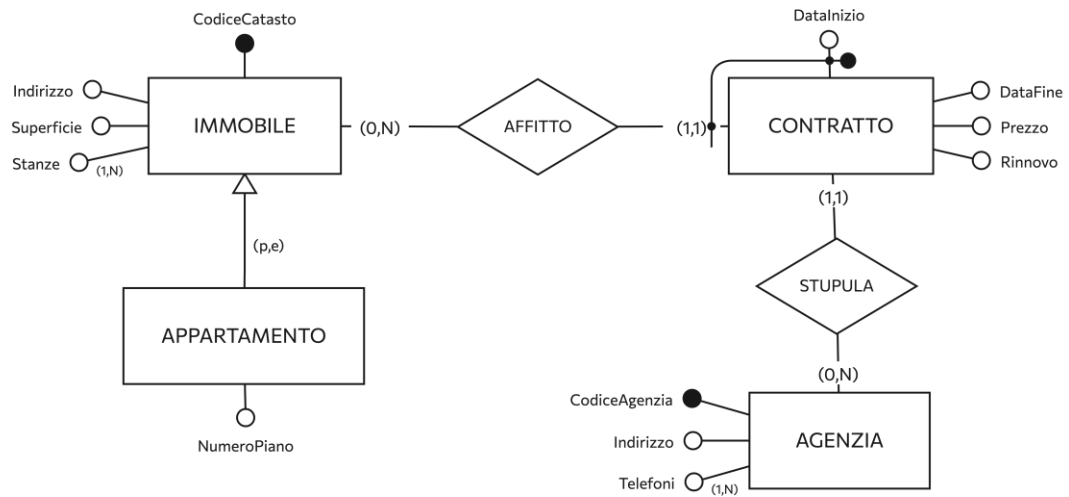 CodiceCatasto
DataInizio
Indirizzo
Superficie
Stanze
(1,N)
IMMOBILE
(0,N)
AFFITTO
(1,1)
CONTRATTO
DataFine
Prezzo
Rinnovo
(1,1)
(p,e)
STUPULA
APPARTAMENTO
NumeroPiano
(0,N)
CodiceAgenzia
Indirizzo
Telefoni
(1,N)
AGENZIA